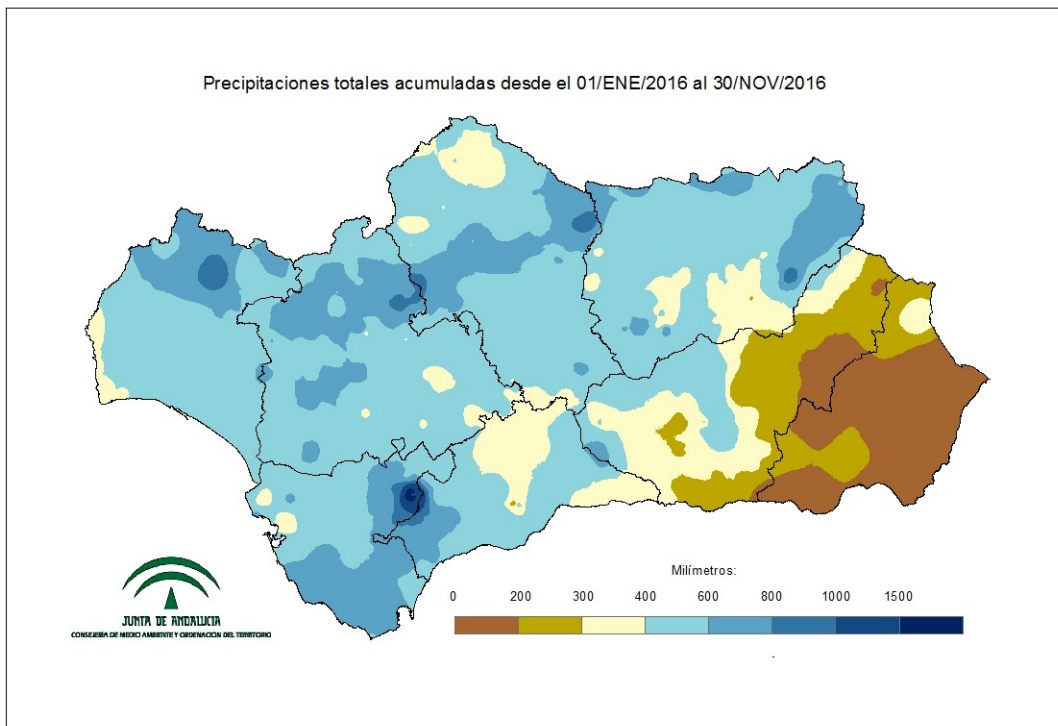 Precipitaciones totales acumuladas desde el 01/ENE/2016 al 30/NOV/2016
Milímetros:
0 200 300 400 600 800 1000 1500
JUNTA DE ANDALUCIA
CONSEJERIA DE MEDIO AMBIENTE Y ORDENACIÓN DEL TERRITORIO